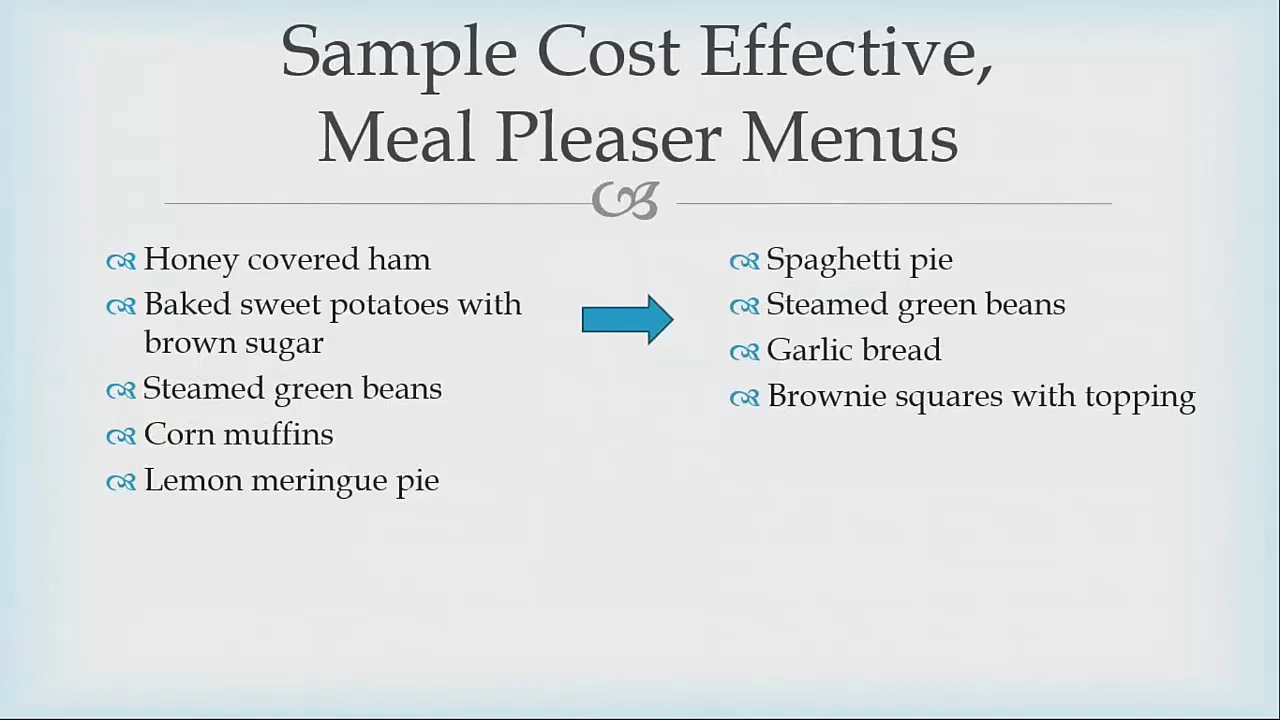 Sample Cost Effective,
Meal Pleaser Menus
Honey covered ham
Baked sweet potatoes with
brown sugar
Steamed green beans
Corn muffins
Lemon meringue pie
Spaghetti pie
Steamed green beans
Garlic bread
Brownie squares with topping